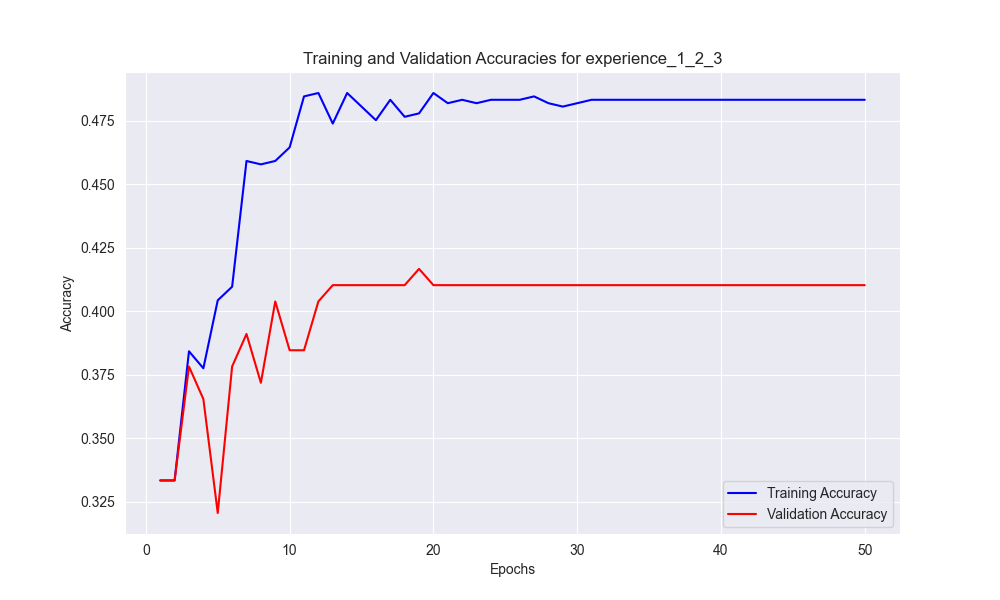 Training and Validation Accuracies for experience_1_2_3
Accuracy
0.475
0.450
0.425
0.400
0.375
0.350
0.325
0 10 20 30 40 50
Epochs
Training Accuracy
Validation Accuracy